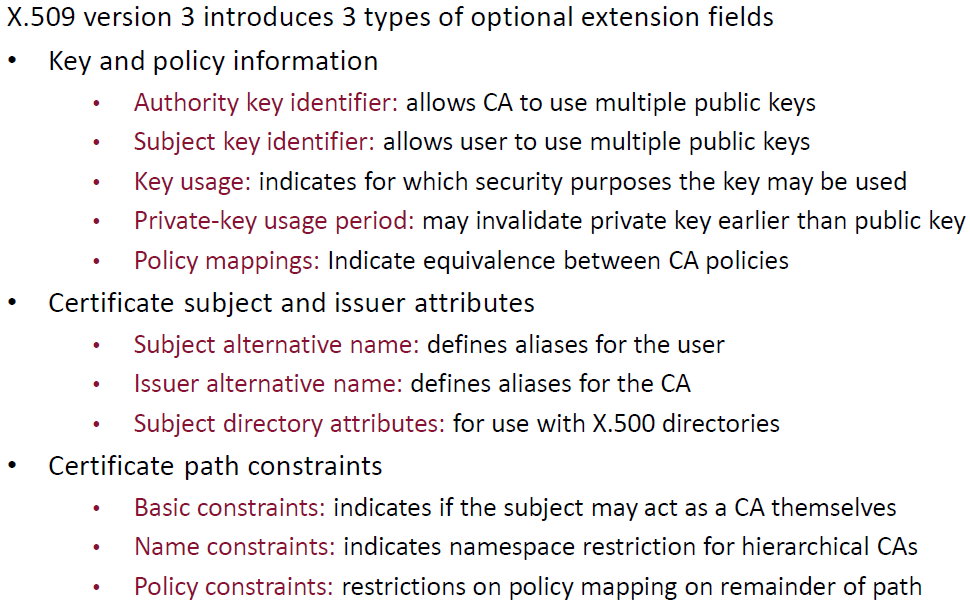 X.509 version 3 introduces 3 types of optional extension fields
• Key and policy information
• Authority key identifier: allows CA to use multiple public keys
• Subject key identifier: allows user to use multiple public keys
• Key usage: indicates for which security purposes the key may be used
• Private-key usage period: may invalidate private key earlier than public key
• Policy mappings: Indicate equivalence between CA policies
• Certificate subject and issuer attributes
• Subject alternative name: defines aliases for the user
• Issuer alternative name: defines aliases for the CA
• Subject directory attributes: for use with X.500 directories
• Certificate path constraints
• Basic constraints: indicates if the subject may act as a CA themselves
• Name constraints: indicates namespace restriction for hierarchical CAs
• Policy constraints: restrictions on policy mapping on remainder of path